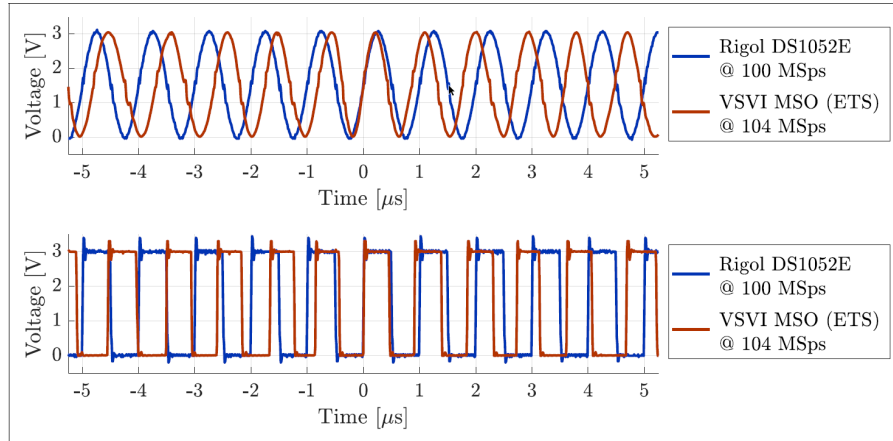 Voltage [V]
3
2
1
0
-5 -4 -3 -2 -1 0 1 2 3 4 5
Time [μs]
Rigol DS1052E
@ 100 MSps
VSVI MSO (ETS)
@ 104 MSps
Voltage [V]
3
2
1
0
-5 -4 -3 -2 -1 0 1 2 3 4 5
Time [μs]
Rigol DS1052E
@ 100 MSps
VSVI MSO (ETS)
@ 104 MSps